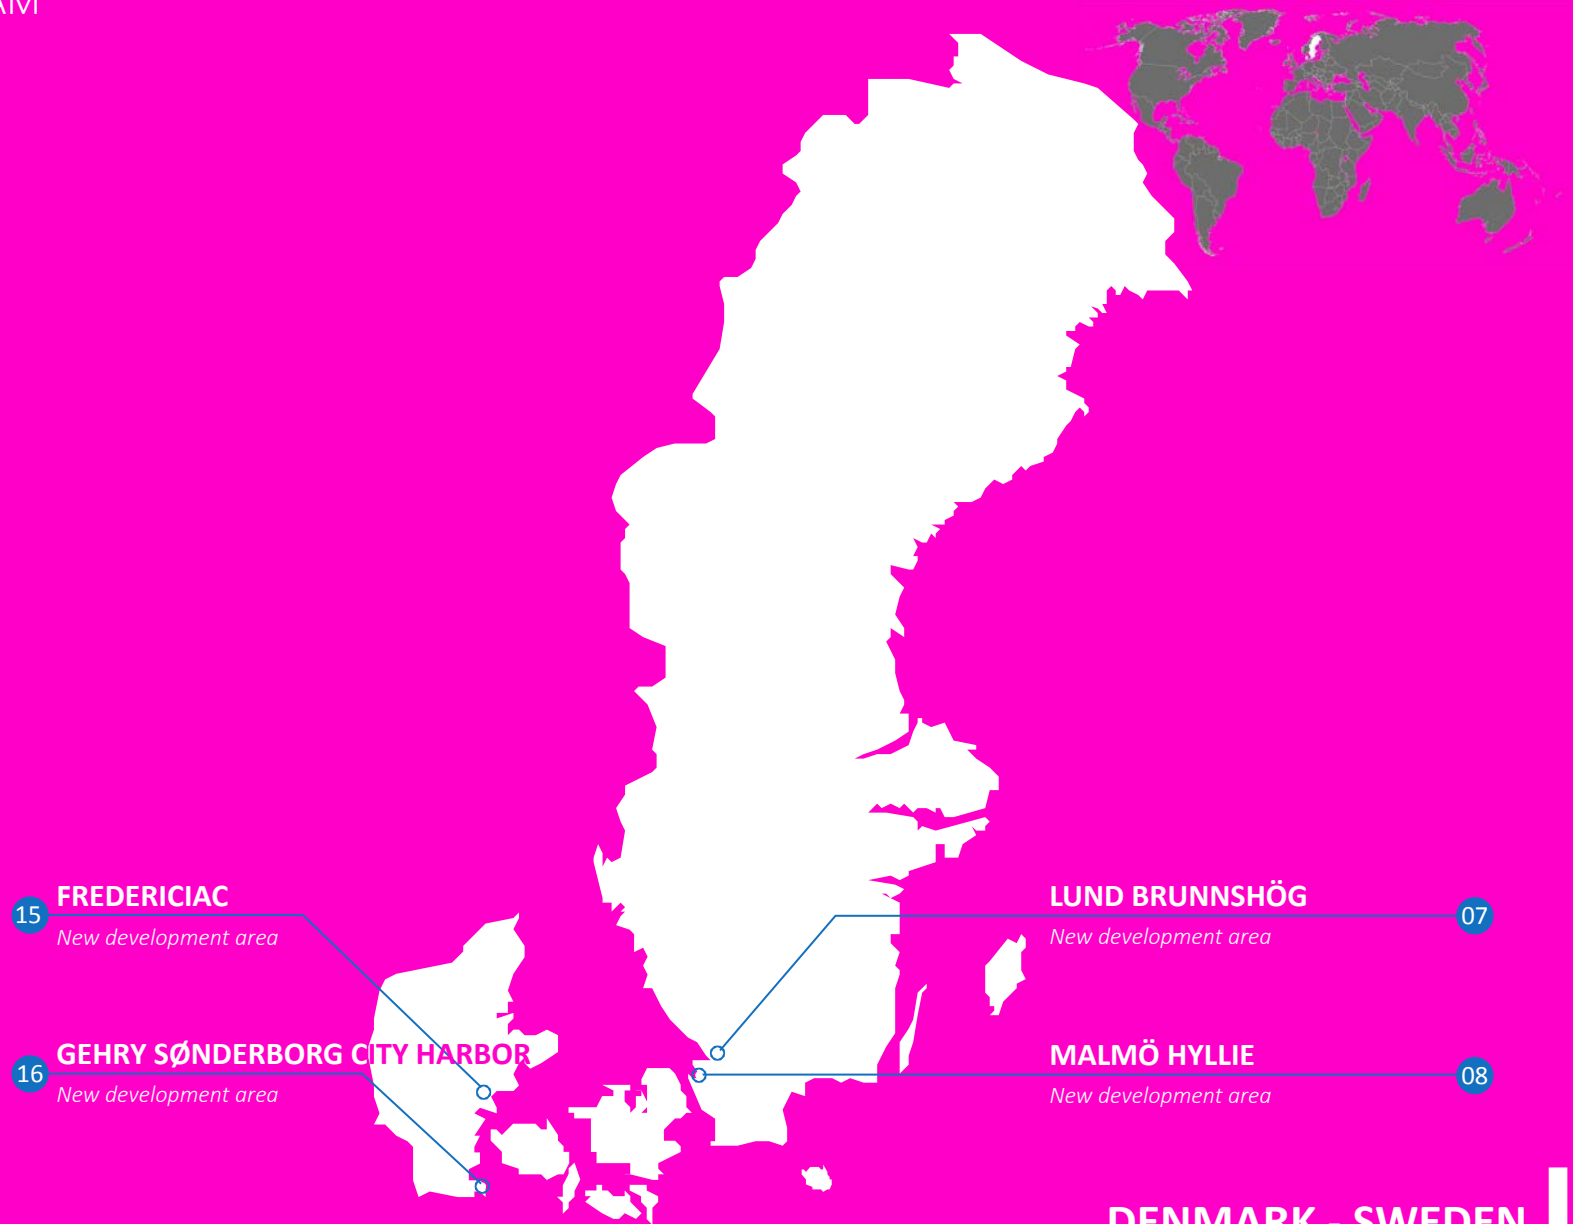 FREDERICIAC
15
New development area
GEHRY SØNDERBORG CITY HARBOR
16
New development area
LUND BRUNNSHÖG
07
New development area
MALMÖ HYLLIE
08
New development area
DENMARK - SWEDEN